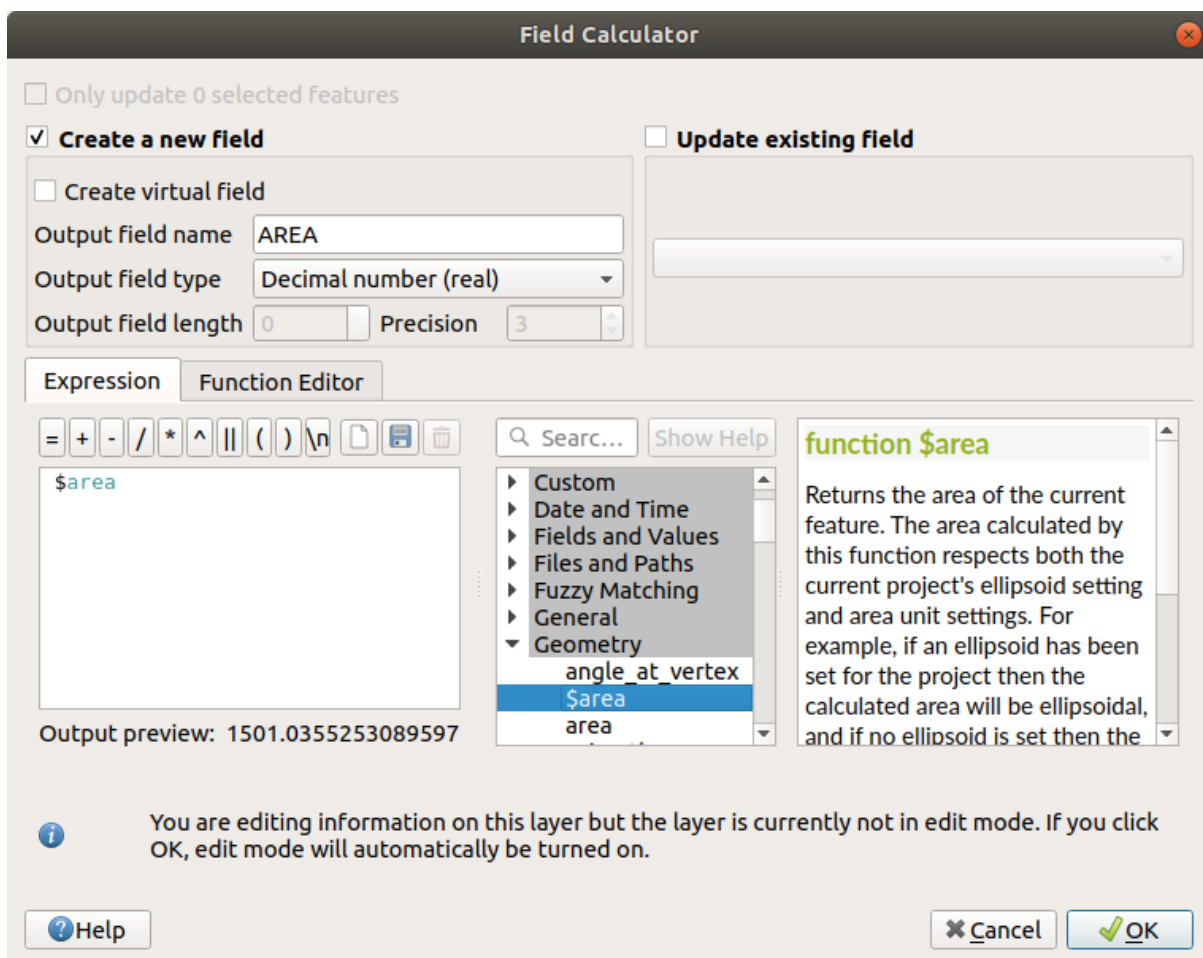 Field Calculator
Only update 0 selected features
Create a new field
Update existing field
Create virtual field
Output field name AREA
Output field type Decimal number (real)
Output field length 0 Precision 3
Expression Function Editor
= + - / * ^ || ( ) \n
Searc... Show Help
$area
Output preview: 1501.0355253089597
Custom
Date and Time
Fields and Values
Files and Paths
Fuzzy Matching
General
Geometry
angle_at_vertex
$area
area
function $area
Returns the area of the current
feature. The area calculated by
this function respects both the
current project's ellipsoid setting
and area unit settings. For
example, if an ellipsoid has been
set for the project then the
calculated area will be ellipsoidal,
and if no ellipsoid is set then the
You are editing information on this layer but the layer is currently not in edit mode. If you click
OK, edit mode will automatically be turned on.
Help
Cancel
OK